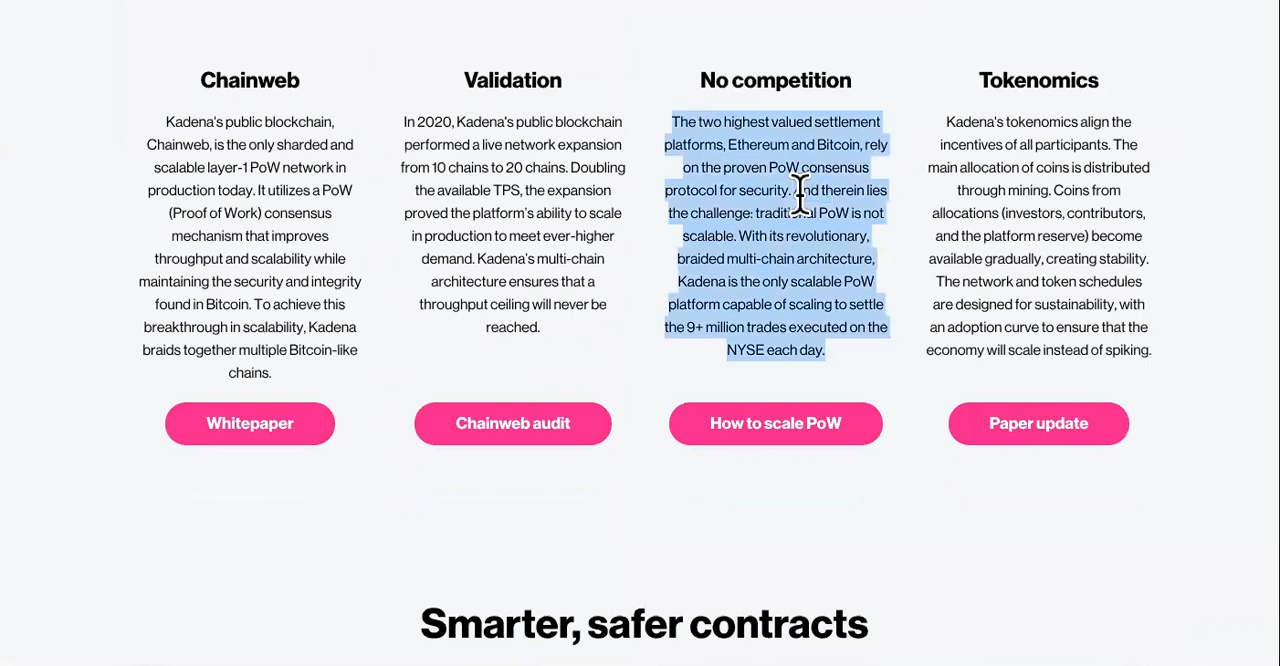 Chainweb
Kadena's public blockchain,
Chainweb, is the only sharded and
scalable layer-1 PoW network in
production today. It utilizes a PoW
(Proof of Work) consensus
mechanism that improves
throughput and scalability while
maintaining the security and integrity
found in Bitcoin. To achieve this
breakthrough in scalability, Kadena
braids together multiple Bitcoin-like
chains.
Whitepaper
Validation
In 2020, Kadena's public blockchain
performed a live network expansion
from 10 chains to 20 chains. Doubling
the available TPS, the expansion
proved the platform's ability to scale
in production to meet ever-higher
demand. Kadena's multi-chain
architecture ensures that a
throughput ceiling will never be
reached.
Chainweb audit
No competition
The two highest valued settlement
platforms, Ethereum and Bitcoin, rely
on the proven PoW consensus
protocol for security. And therein lies
the challenge: traditional PoW is not
scalable. With its revolutionary,
braided multi-chain architecture,
Kadena is the only scalable PoW
platform capable of scaling to settle
the 9+ million trades executed on the
NYSE each day.
How to scale PoW
Tokenomics
Kadena's tokenomics align the
incentives of all participants. The
main allocation of coins is distributed
through mining. Coins from
allocations (investors, contributors,
and the platform reserve) become
available gradually, creating stability.
The network and token schedules
are designed for sustainability, with
an adoption curve to ensure that the
economy will scale instead of spiking.
Paper update
Smarter, safer contracts